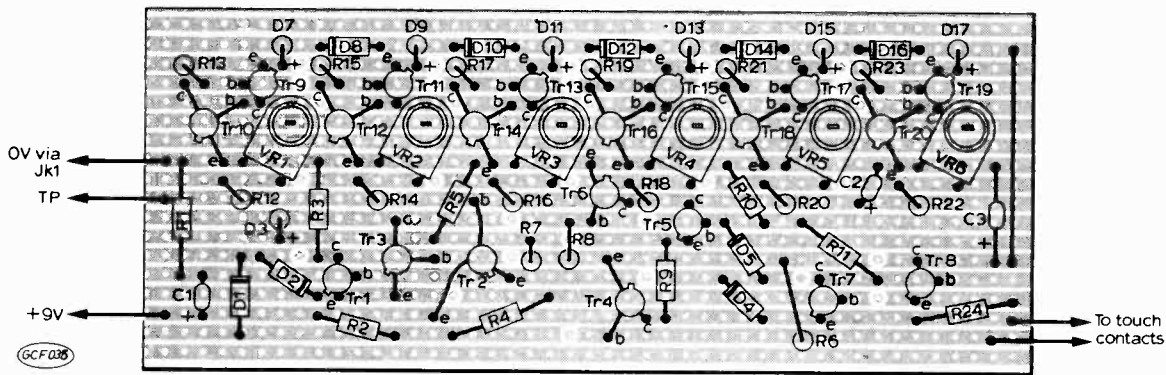 D7 D9 D11 D13 D15 D17
D8 D10 D12 D14 D16
R13 R15 R17 R19 R21 R23
e + e + e + e + e + e +
b b b b b b
Tr9 Tr11 Tr13 Tr15 Tr17 Tr19
c c c c c c
b c b c b c b c b c b c
Tr10 Tr12 Tr14 Tr16 Tr18 Tr20
VR1 VR2 VR3 VR4 VR5 VR6
e e e e e e
0V via
Jk1
TP
R1 R12 R3 R14 R5 R16 Tr6 R18 R10 R20 C2 R22 C3
e b c b
D3 + c Tr3 b R7 R8 Tr5 c b e + +
D2 c b Tr1 e b e Tr2 e e R9 D5 R11 c Tr7 b e c Tr8 b e
C1 + D1 R2 e R4 Tr4 b c D4 R6 R24
+9V
To touch
contacts
GCF036